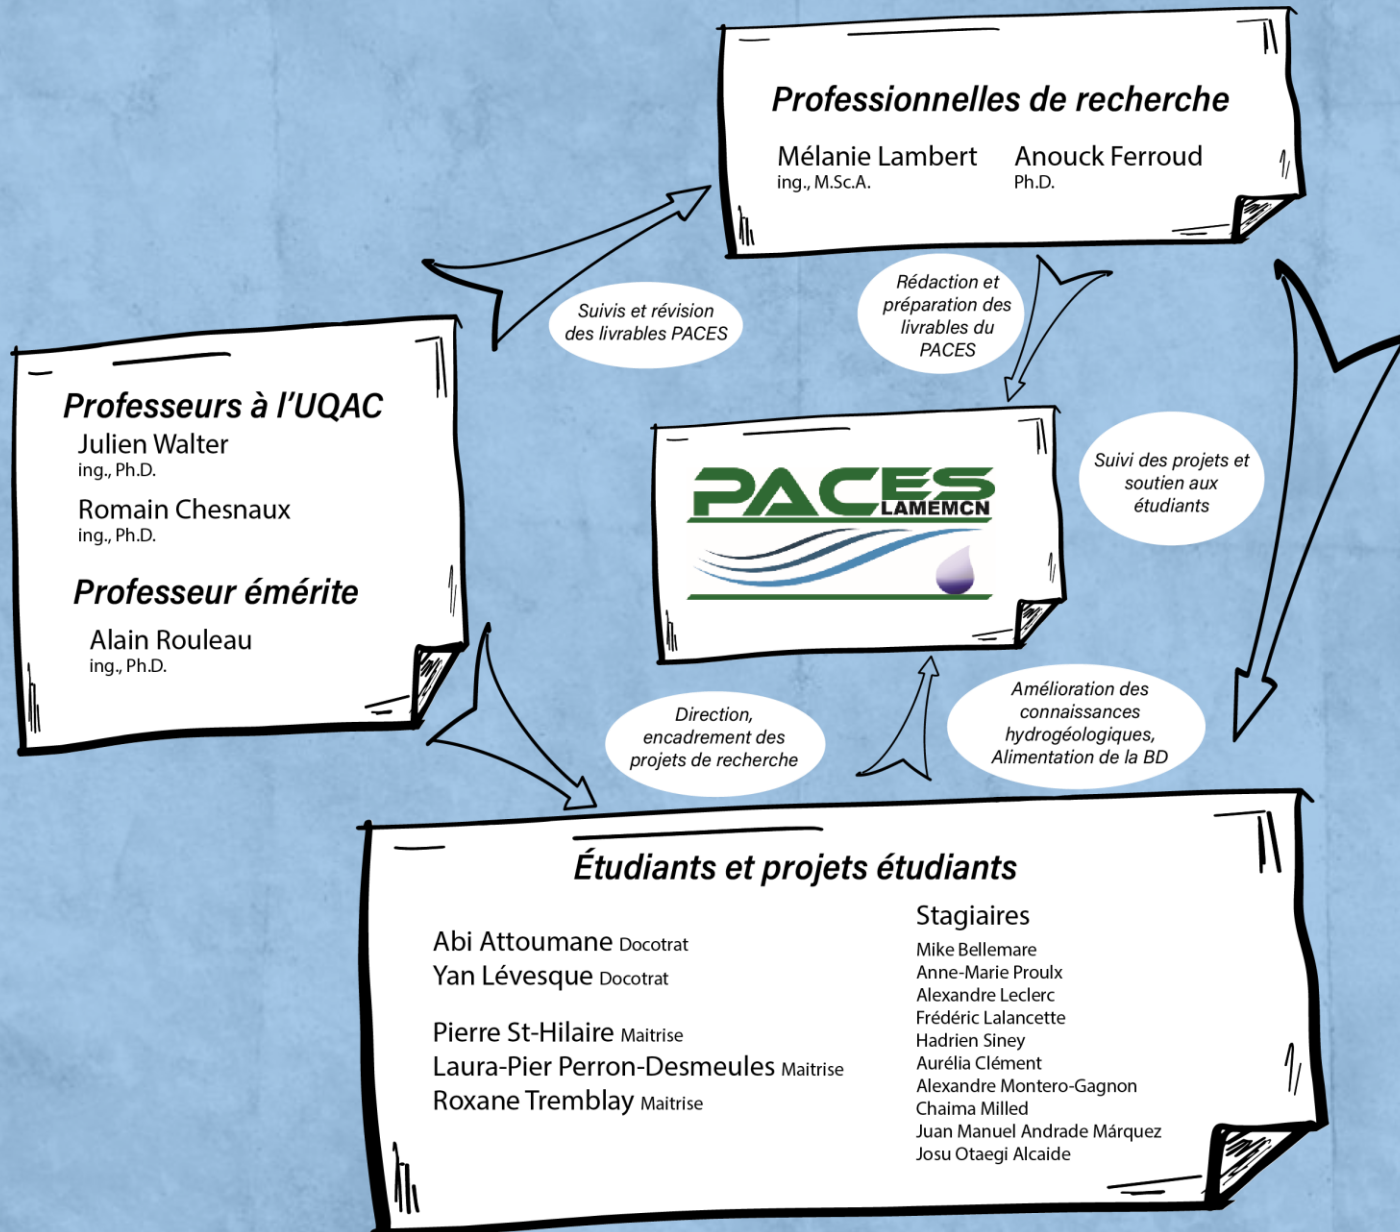 Professionnelles de recherche
Mélanie Lambert
ing., M.Sc.A.
Anouck Ferroud
Ph.D.
Suivis et révision
des livrables PACES
Rédaction et
préparation des
livrables du
PACES
Professeurs à l'UQAC
Julien Walter
ing., Ph.D.
Romain Chesnaux
ing., Ph.D.
Professeur émérite
Alain Rouleau
ing., Ph.D.
PACES
LAMEMCN
Suivi des projets et
soutien aux
étudiants
Direction,
encadrement des
projets de recherche
Amélioration des
connaissances
hydrogéologiques,
Alimentation de la BD
Étudiants et projets étudiants
Abi Attoumane Docotrat
Yan Lévesque Docotrat
Pierre St-Hilaire Maitrise
Laura-Pier Perron-Desmeules Maitrise
Roxane Tremblay Maitrise
Stagiaires
Mike Bellemare
Anne-Marie Proulx
Alexandre Leclerc
Frédéric Lalancette
Hadrien Siney
Aurélia Clément
Alexandre Montero-Gagnon
Chaima Milled
Juan Manuel Andrade Márquez
Josu Otaegi Alcaide